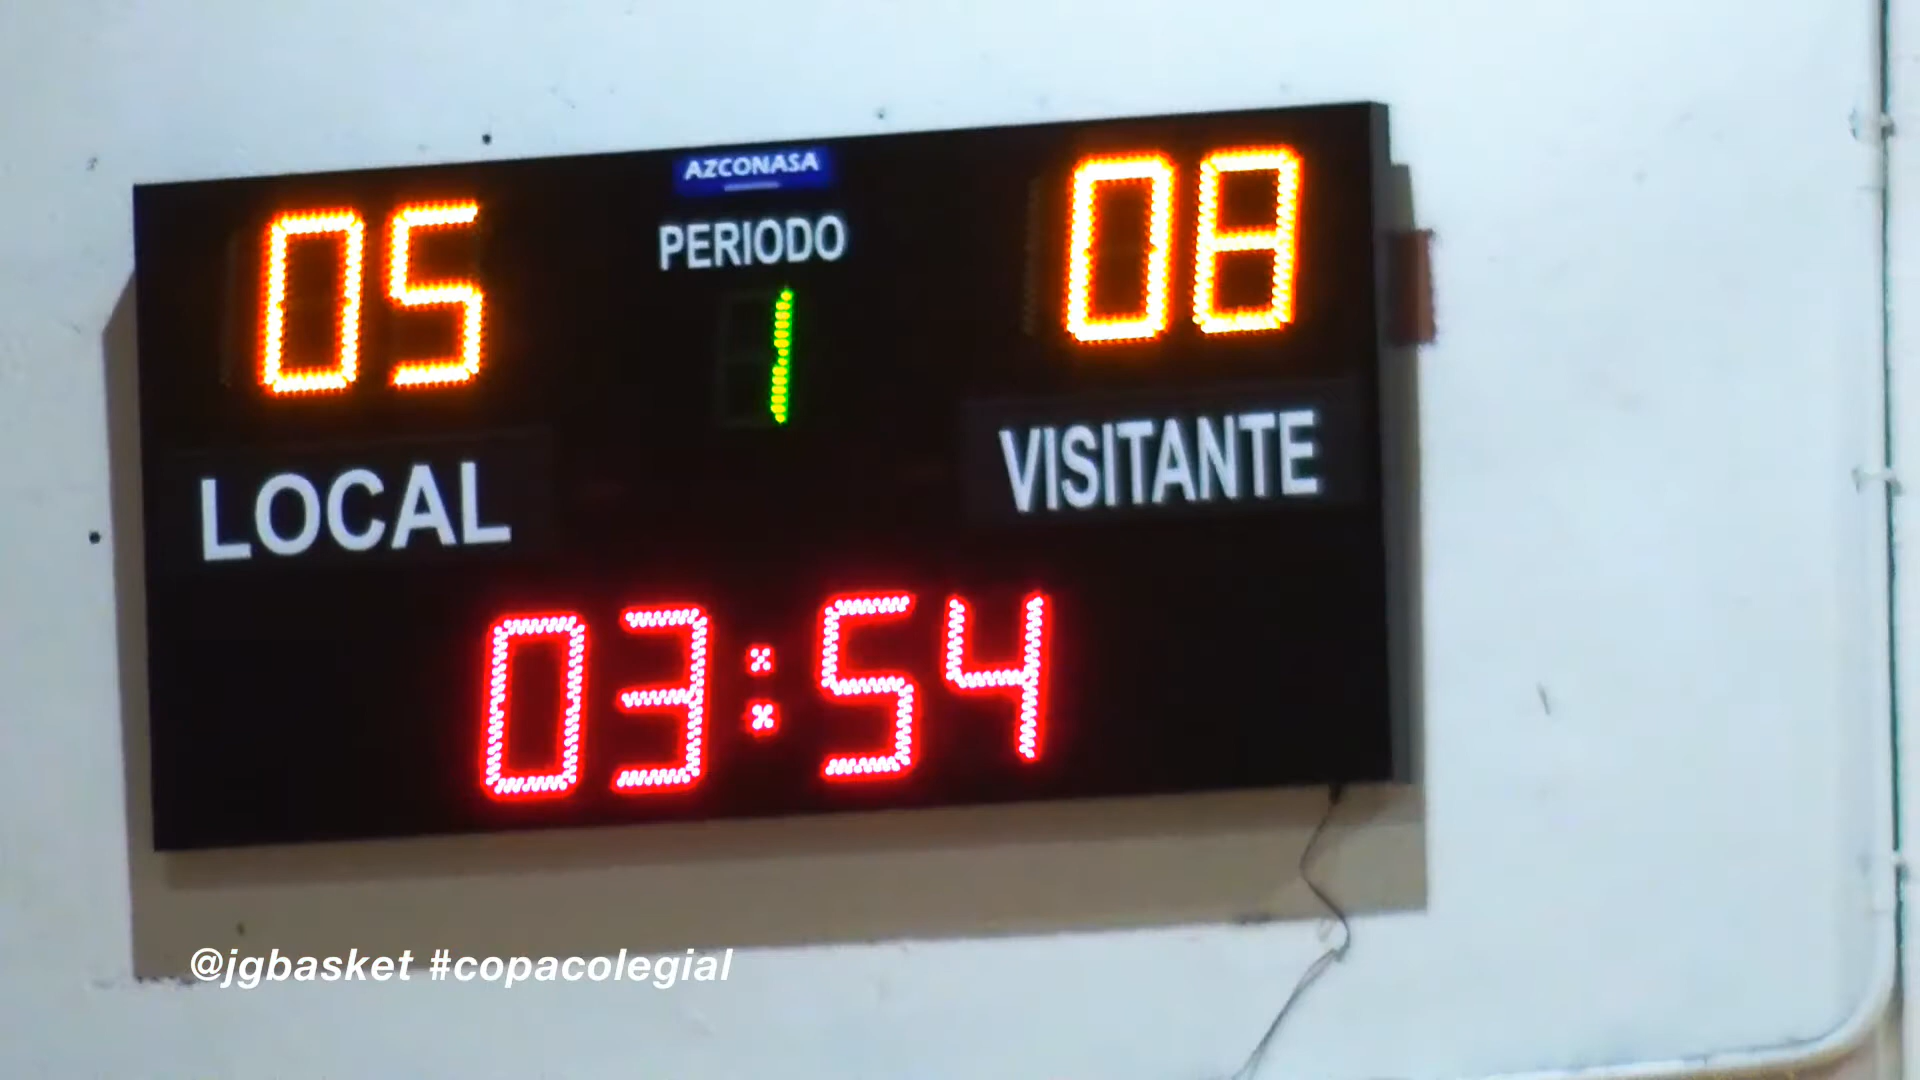 AZCONASA
05 PERIODO 08
1
LOCAL VISITANTE
03:54
@jgbasket #copacolegial